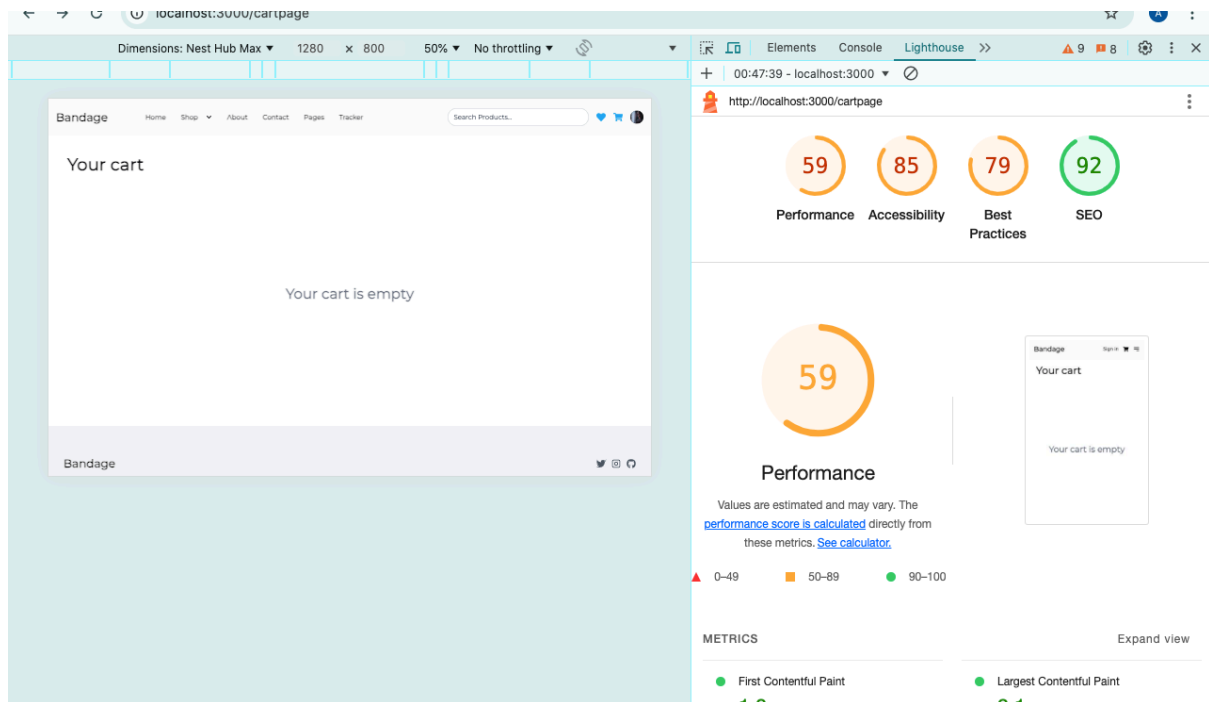 localhost:3000/cartpage
A
Dimensions: Nest Hub Max ▼ 1280 x 800 50% ▼ No throttling ▼
Elements Console Lighthouse >> 9 8
+ 00:47:39 - localhost:3000 ▼
http://localhost:3000/cartpage
Bandage Home Shop About Contact Pages Tracker Search Products...
Your cart
Your cart is empty
Bandage
59 85 79 92
Performance Accessibility Best Practices SEO
59
Bandage Sign in
Your cart
Your cart is empty
Performance
Values are estimated and may vary. The
performance score is calculated directly from
these metrics. See calculator.
0–49 50–89 90–100
METRICS Expand view
First Contentful Paint Largest Contentful Paint